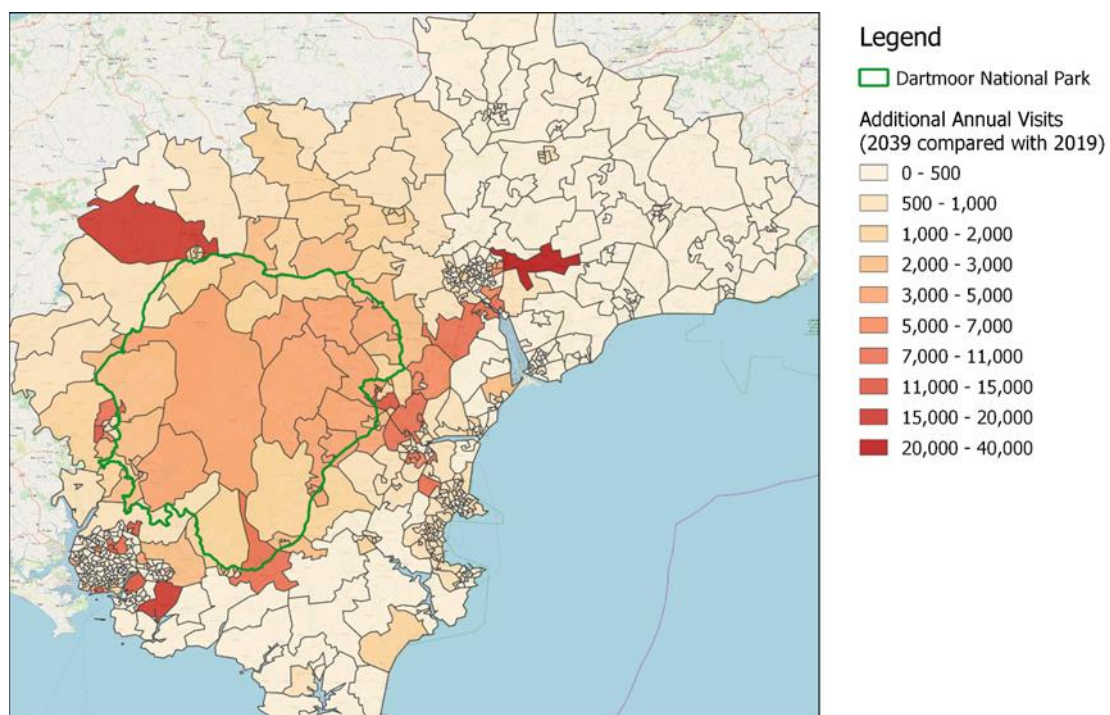 Legend
Dartmoor National Park
Additional Annual Visits
(2039 compared with 2019)
0 - 500
500 - 1,000
1,000 - 2,000
2,000 - 3,000
3,000 - 5,000
5,000 - 7,000
7,000 - 11,000
11,000 - 15,000
15,000 - 20,000
20,000 - 40,000